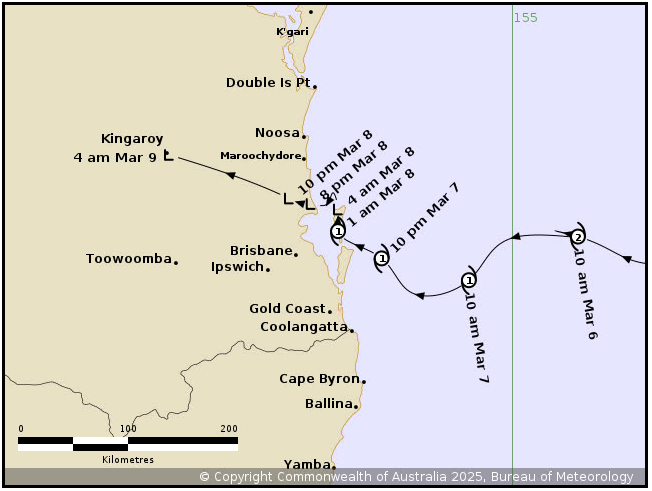 155
K'gari
Double Is Pt
Noosa
Maroochydore
Kingaroy
4 am Mar 9
10 pm Mar 8
8 pm Mar 8
4 am Mar 8
1 am Mar 8
10 pm Mar 7
1
1
1
2
10 am Mar 7
10 am Mar 6
Brisbane
Toowoomba
Ipswich
Gold Coast
Coolangatta
Cape Byron
Ballina
0 100 200
Kilometres
Yamba
© Copyright Commonwealth of Australia 2025, Bureau of Meteorology